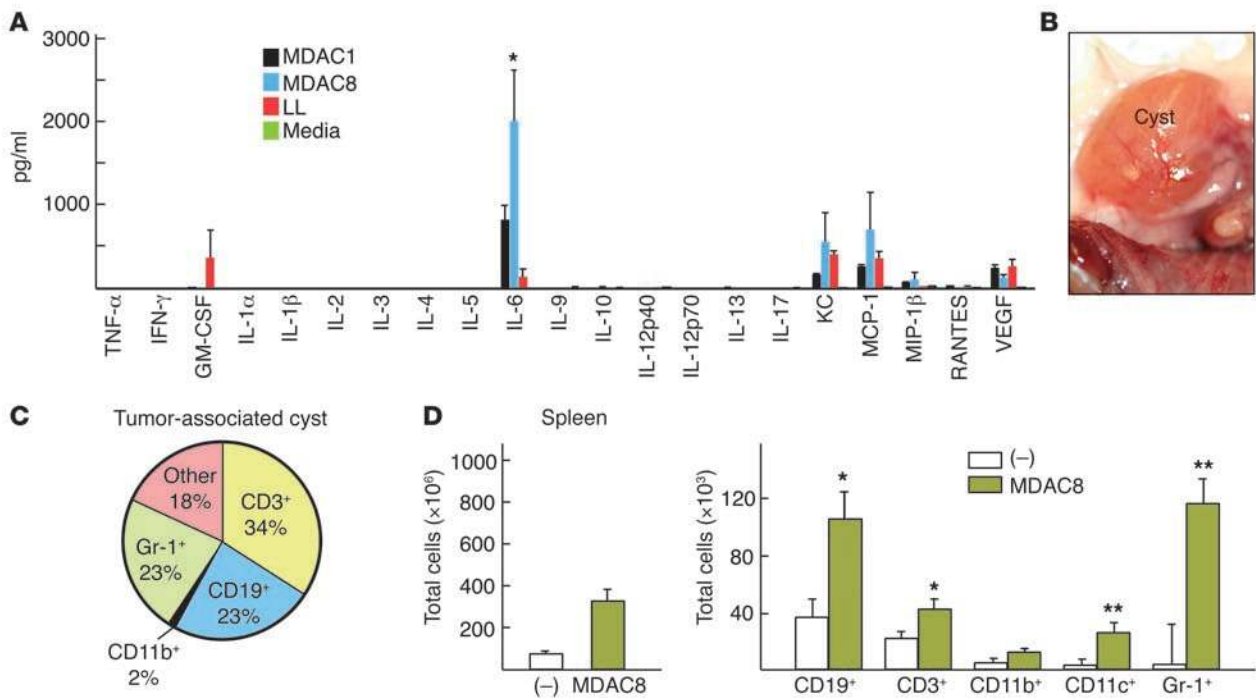 A
3000
2000
1000
pg/ml
MDAC1
MDAC8
LL
Media
*
TNF-α
IFN-γ
GM-CSF
IL-1α
IL-1β
IL-2
IL-3
IL-4
IL-5
IL-6
IL-9
IL-10
IL-12p40
IL-12p70
IL-13
IL-17
KC
MCP-1
MIP-1β
RANTES
VEGF
B
Cyst
C
Tumor-associated cyst
Other
18%
CD3⁺
34%
Gr-1⁺
23%
CD19⁺
23%
CD11b⁺
2%
D
Spleen
Total cells (×10⁶)
1000
800
600
400
200
(−) MDAC8
Total cells (×10³)
120
80
40
(−)
MDAC8
*
*
**
**
CD19⁺ CD3⁺ CD11b⁺ CD11c⁺ Gr-1⁺